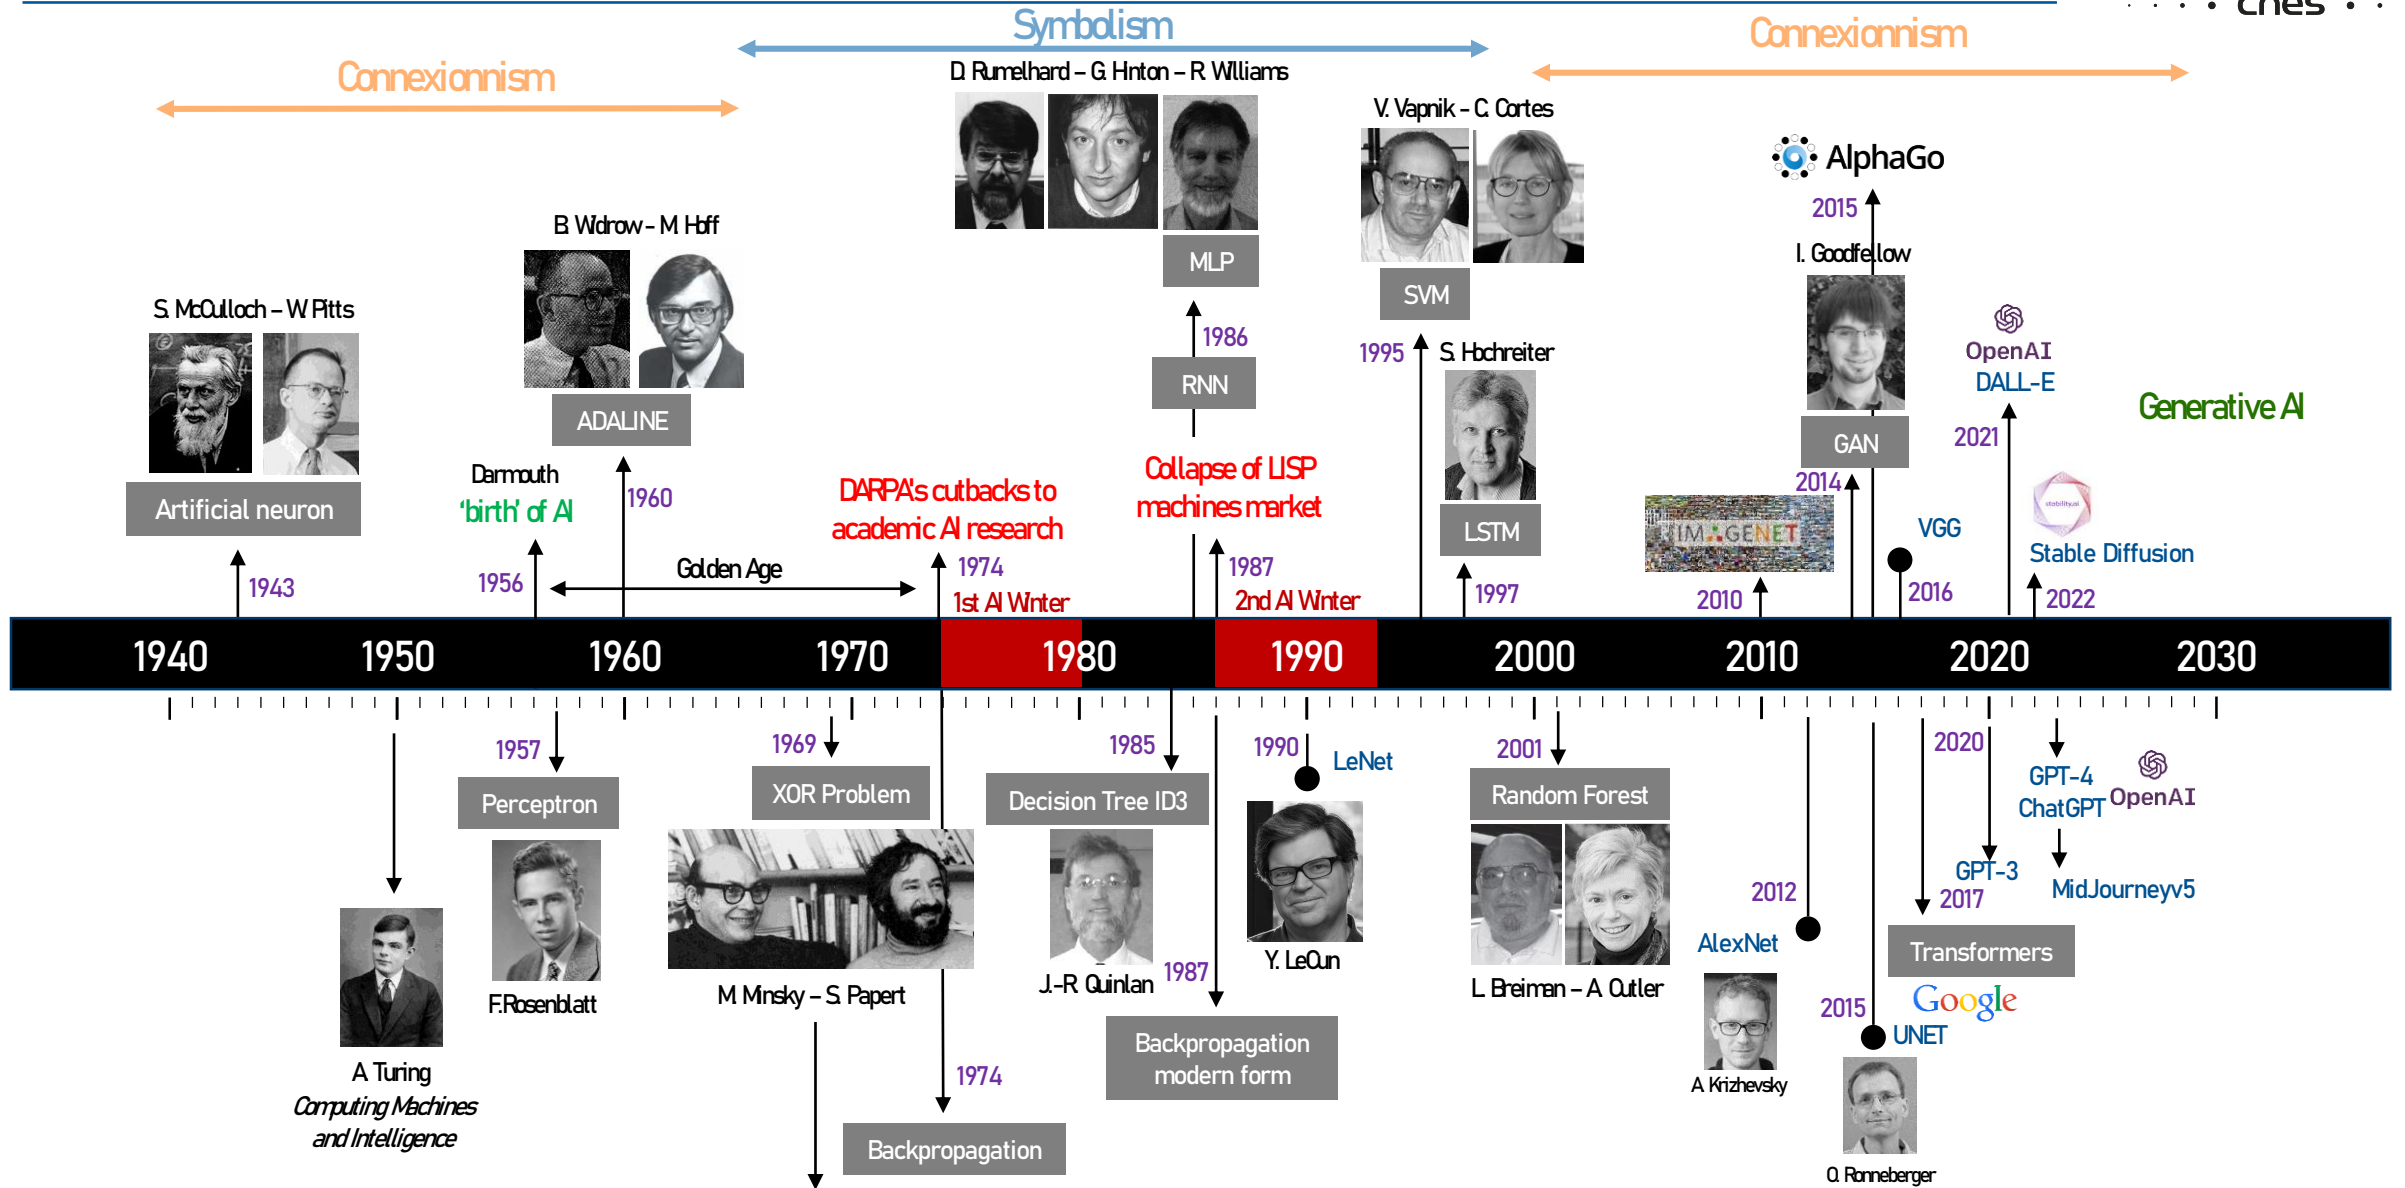 cnes
Symbolism
Connexionnism
Connexionnism
D. Rumelhard – G. Hinton – R. Williams
V. Vapnik - C. Cortes
AlphaGo
2015
B. Widrow - M. Hoff
I. Goodfellow
MLP
SVM
S. McCulloch – W. Pitts
1986
1995
S. Hochreiter
OpenAI
DALL-E
RNN
Generative AI
ADALINE
2021
GAN
Darmouth
'birth' of AI
1960
DARPA's cutbacks to
academic AI research
Collapse of LISP
machines market
2014
Artificial neuron
IMAGENET
stability.ai
VGG
LSTM
Stable Diffusion
1943
1956
Golden Age
1974
1st AI Winter
1987
2nd AI Winter
1997
2010
2016
2022
1940 1950 1960 1970 1980 1990 2000 2010 2020 2030
1957
1969
1985
1990
LeNet
2001
2020
Perceptron
XOR Problem
Decision Tree ID3
Random Forest
GPT-4
ChatGPT
OpenAI
GPT-3
MidJourneyv5
2012
2017
AlexNet
Transformers
Google
F.Rosenblatt
M. Minsky – S. Papert
J.-R. Quinlan
1987
Y. LeCun
L. Breiman – A. Cutler
2015
UNET
Backpropagation
modern form
A. Turing
Computing Machines
and Intelligence
1974
A. Krizhevsky
Backpropagation
O. Ronneberger